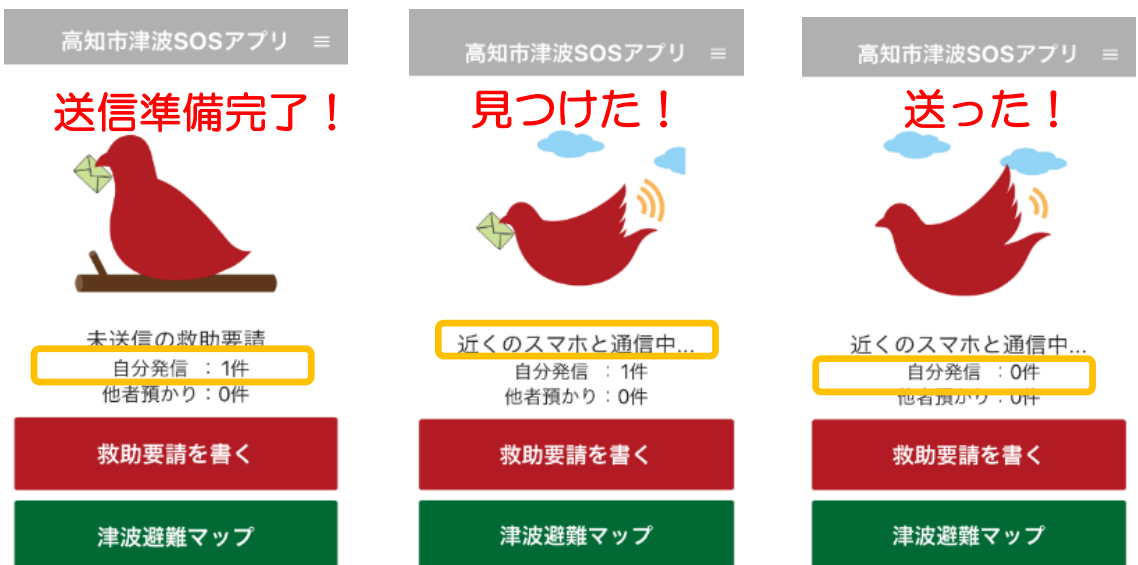 高知市津波SOSアプリ ≡
送信準備完了！
未送信の救助要請
自分発信 ：1件
他者預かり：0件
救助要請を書く
津波避難マップ
高知市津波SOSアプリ ≡
見つけた！
近くのスマホと通信中...
自分発信 ：1件
他者預かり：0件
救助要請を書く
津波避難マップ
高知市津波SOSアプリ ≡
送った！
近くのスマホと通信中...
自分発信 ：0件
他者預かり：0件
救助要請を書く
津波避難マップ